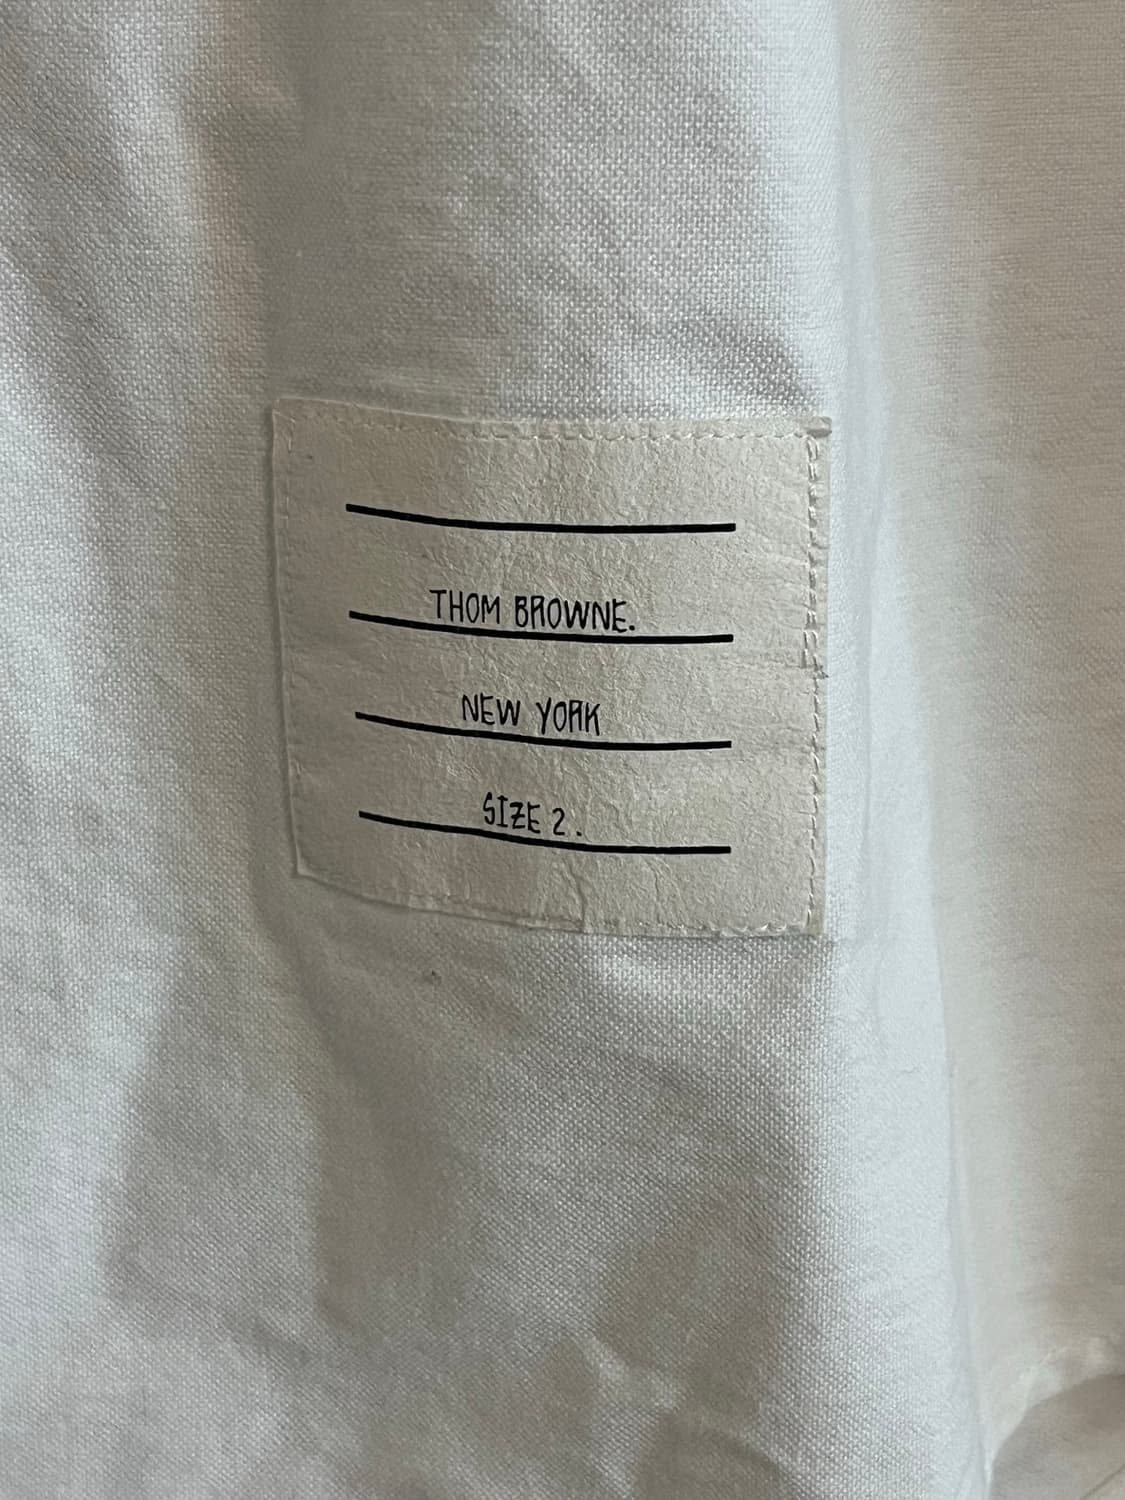 THOM BROWNE.
NEW YORK
SIZE 2.